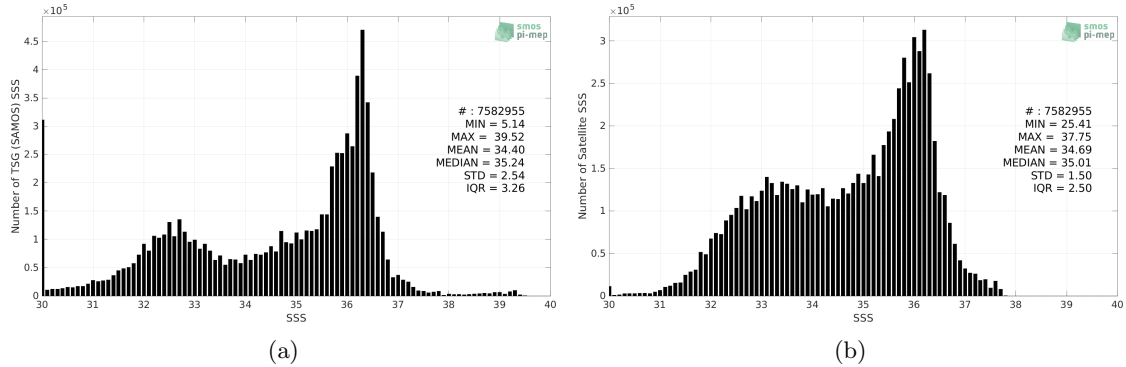 ×10⁵
4.5
4
3.5
3
2.5
2
1.5
1
0.5
0
30 31 32 33 34 35 36 37 38 39 40
SSS
Number of TSG (SAMOS) SSS
smos
pi-mep
# : 7582955
MIN = 5.14
MAX = 39.52
MEAN = 34.40
MEDIAN = 35.24
STD = 2.54
IQR = 3.26
(a)
×10⁵
3
2.5
2
1.5
1
0.5
0
30 31 32 33 34 35 36 37 38 39 40
SSS
Number of Satellite SSS
smos
pi-mep
# : 7582955
MIN = 25.41
MAX = 37.75
MEAN = 34.69
MEDIAN = 35.01
STD = 1.50
IQR = 2.50
(b)